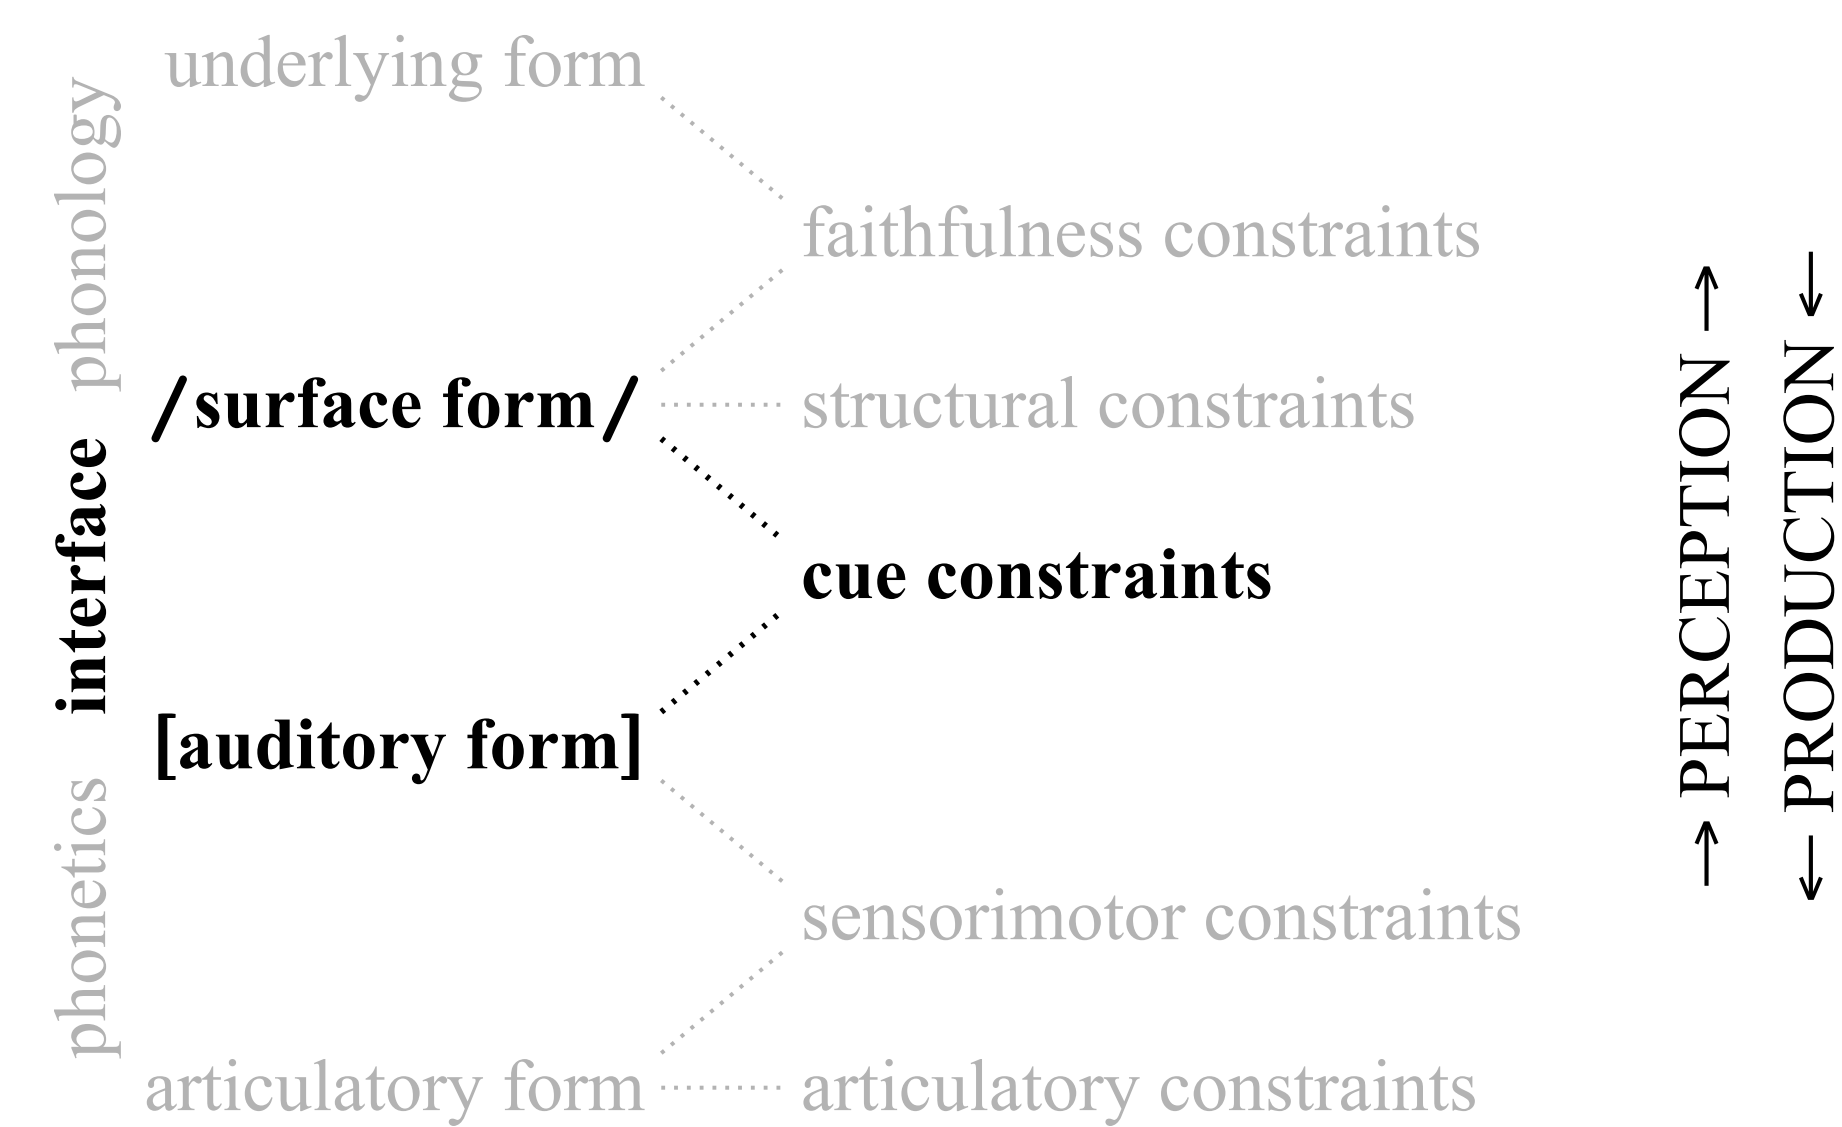 underlying form
faithfulness constraints
/surface form/
structural constraints
cue constraints
[auditory form]
sensorimotor constraints
articulatory form
articulatory constraints
phonology
interface
phonetics
→ PERCEPTION →
← PRODUCTION ←